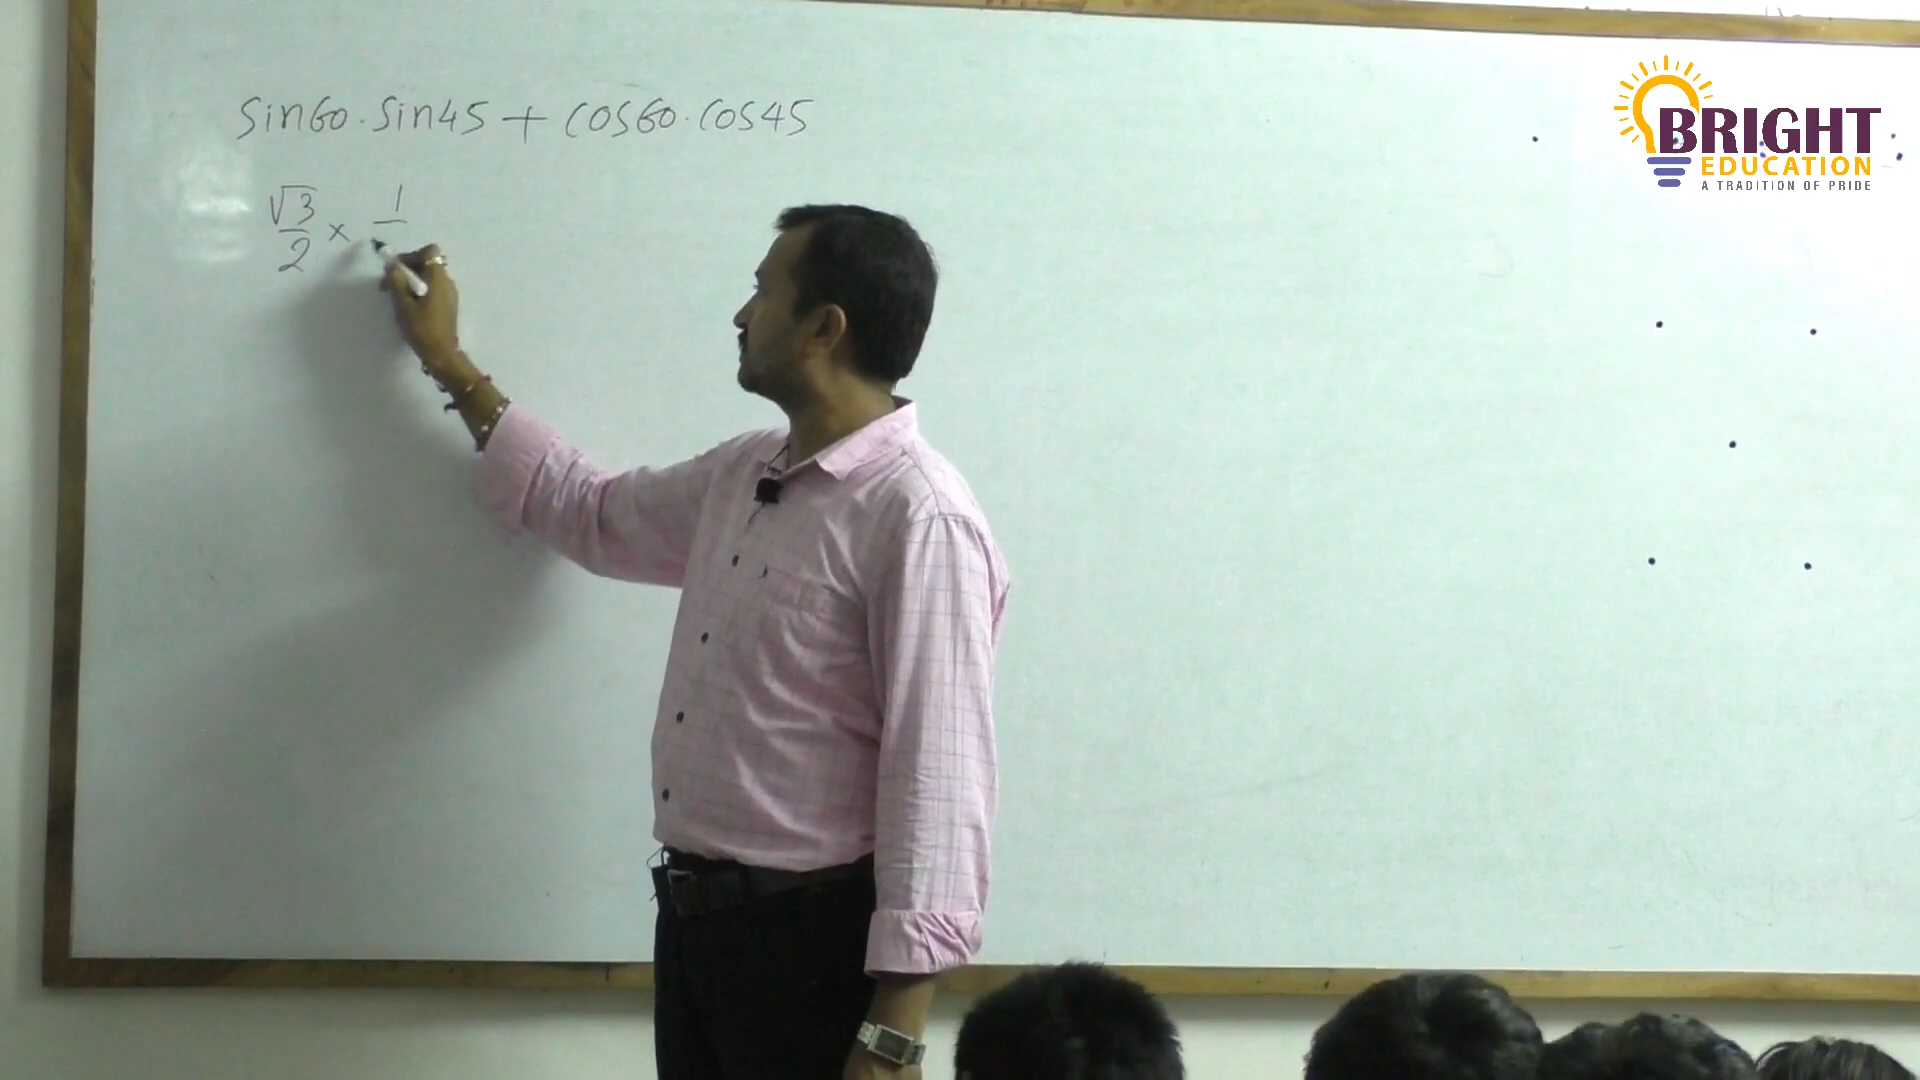 sin60 . sin45 + cos60 . cos45
√3/2 × 1
BRIGHT
EDUCATION
A TRADITION OF PRIDE